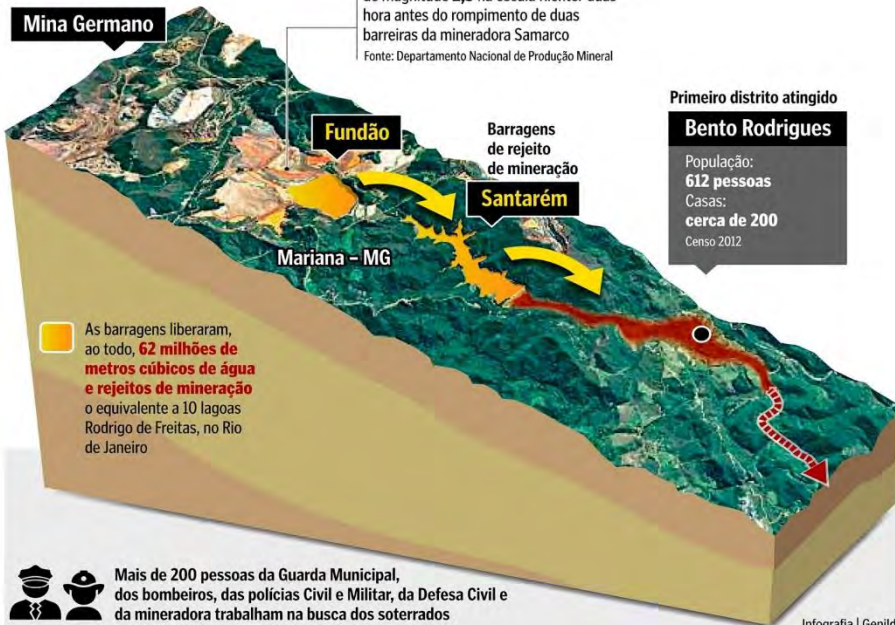 Mina Germano
de magnitude
hora antes do rompimento de duas
barreiras da mineradora Samarco
Fonte: Departamento Nacional de Produção Mineral
Primeiro distrito atingido
Bento Rodrigues
População:
612 pessoas
Casas:
cerca de 200
Censo 2012
Fundão
Barragens
de rejeito
de mineração
Santarém
Mariana – MG
As barragens liberaram,
ao todo, 62 milhões de
metros cúbicos de água
e rejeitos de mineração
o equivalente a 10 lagoas
Rodrigo de Freitas, no Rio
de Janeiro
Mais de 200 pessoas da Guarda Municipal,
dos bombeiros, das polícias Civil e Militar, da Defesa Civil e
da mineradora trabalham na busca dos soterrados
Infografia |